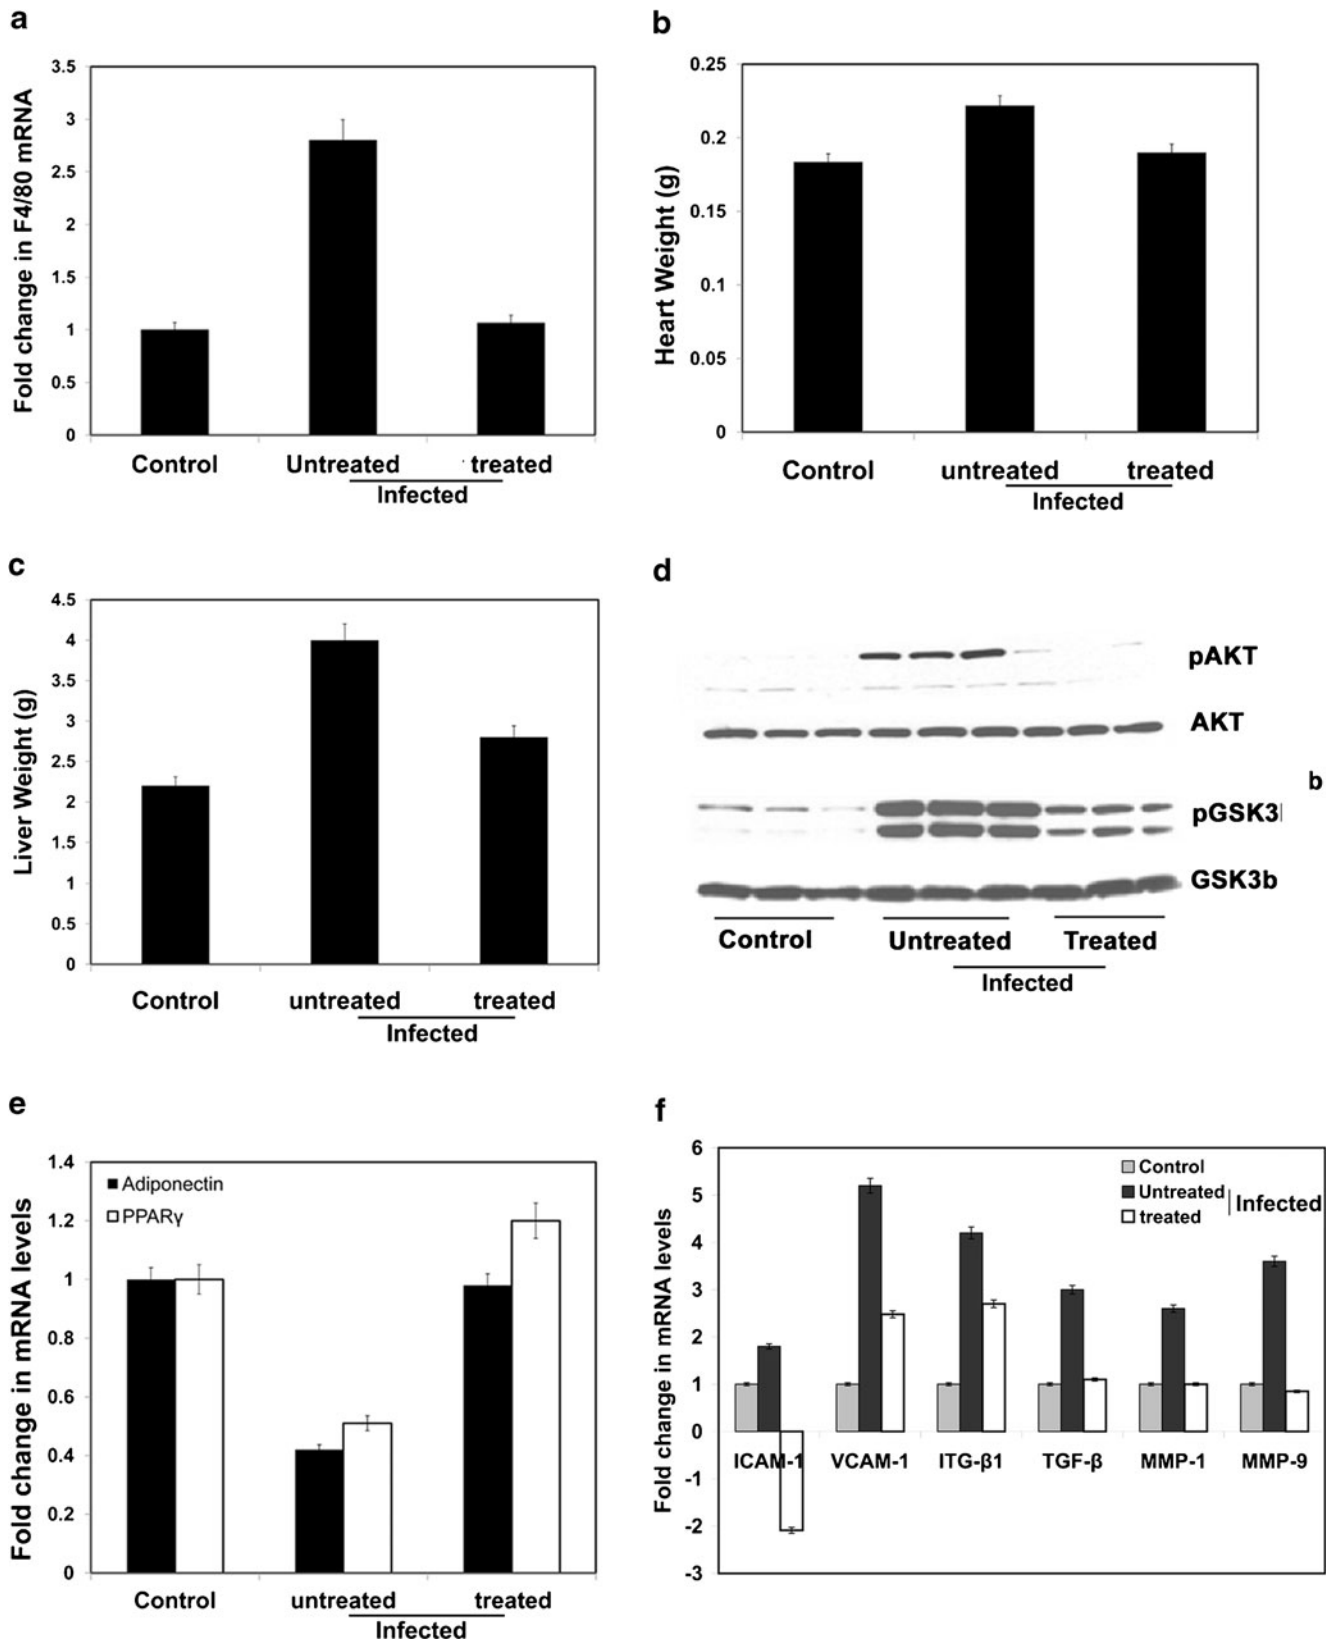 a
Fold change in F4/80 mRNA
3.5
3
2.5
2
1.5
1
0.5
0
Control Untreated treated
Infected
b
Heart Weight (g)
0.25
0.2
0.15
0.1
0.05
0
Control untreated treated
Infected
c
Liver Weight (g)
4.5
4
3.5
3
2.5
2
1.5
1
0.5
0
Control untreated treated
Infected
d
pAKT
AKT
b
pGSK3
GSK3b
Control Untreated Treated
Infected
e
Fold change in mRNA levels
1.4
1.2
1
0.8
0.6
0.4
0.2
0
Adiponectin
PPARγ
Control untreated treated
Infected
f
Fold change in mRNA levels
6
5
4
3
2
1
0
-1
-2
-3
Control
Untreated
treated
Infected
ICAM-1 VCAM-1 ITG-β1 TGF-β MMP-1 MMP-9